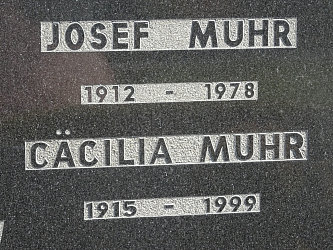 JOSEF MUHR
1912 - 1978
CÄCILIA MUHR
1915 - 1999